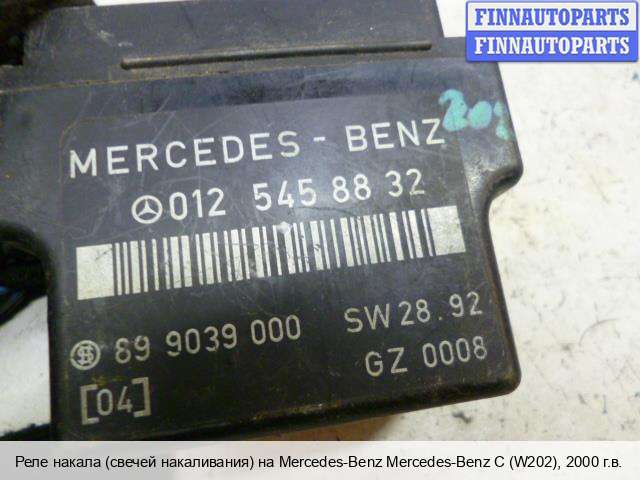 FINNAUTOPARTS
FINNAUTOPARTS
MERCEDES - BENZ
012 545 88 32
89 9039 000 SW 28.92
GZ 0008
[04]
Реле накала (свечей накаливания) на Mercedes-Benz Mercedes-Benz C (W202), 2000 г.в.